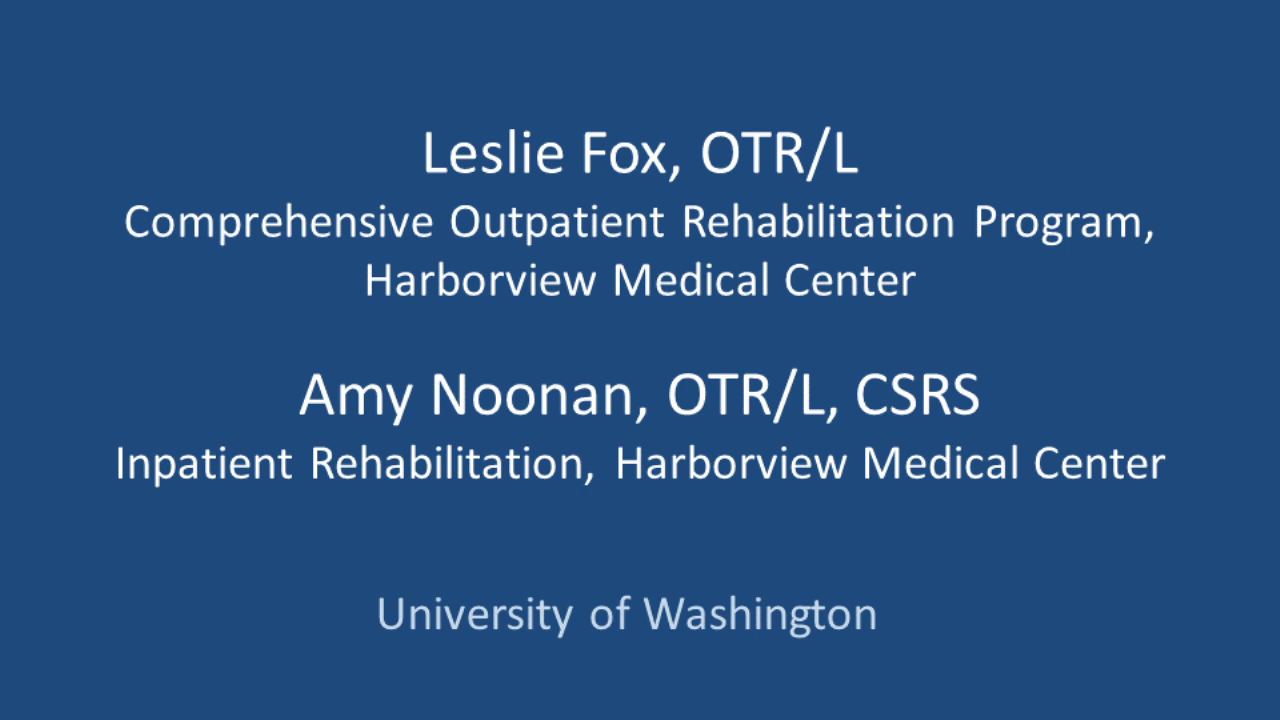 Leslie Fox, OTR/L
Comprehensive Outpatient Rehabilitation Program,
Harborview Medical Center
Amy Noonan, OTR/L, CSRS
Inpatient Rehabilitation, Harborview Medical Center
University of Washington